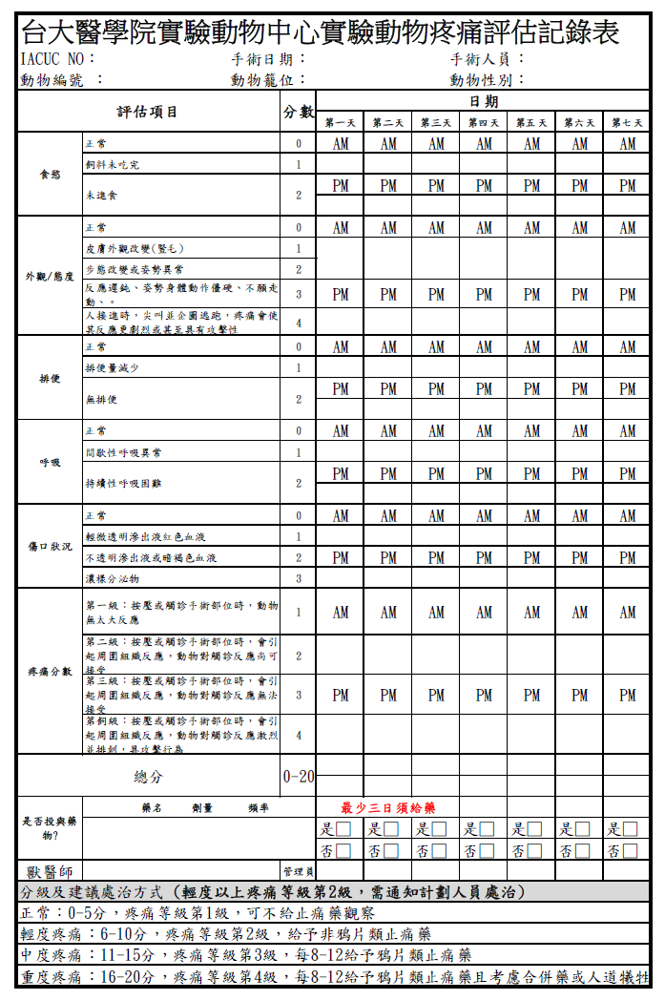 台大醫學院實驗動物中心實驗動物疼痛評估記錄表
IACUC NO： 手術日期： 手術人員：
動物編號 ： 動物籠位： 動物性別：
評估項目 分數 日期
第一天 第二天 第三天 第四天 第五天 第六天 第七天
食慾
正常 0 AM AM AM AM AM AM AM
飼料未吃完 1
未進食 2 PM PM PM PM PM PM PM
外觀/態度
正常 0 AM AM AM AM AM AM AM
皮膚外觀改變(豎毛) 1
步態改變或姿勢異常 2
反應遲鈍、姿勢身體動作僵硬、不願走
動、。 3 PM PM PM PM PM PM PM
人接進時，尖叫並企圖逃跑，疼痛會使
其反應更劇烈或甚至具有攻擊性 4
排便
正常 0 AM AM AM AM AM AM AM
排便量減少 1
無排便 2 PM PM PM PM PM PM PM
呼吸
正常 0 AM AM AM AM AM AM AM
間歇性呼吸異常 1
持續性呼吸困難 2 PM PM PM PM PM PM PM
傷口狀況
正常 0 AM AM AM AM AM AM AM
輕微透明滲出液紅色血液 1
不透明滲出液或暗褐色血液 2 PM PM PM PM PM PM PM
濃樣分泌物 3
疼痛分數
第一級：按壓或觸診手術部位時，動物
無太大反應 1 AM AM AM AM AM AM AM
第二級：按壓或觸診手術部位時，會引
起周圍組織反應，動物對觸診反應尚可
接受 2
第三級：按壓或觸診手術部位時，會引
起周圍組織反應，動物對觸診反應無法
接受 3 PM PM PM PM PM PM PM
第飼級：按壓或觸診手術部位時，會引
起周圍組織反應，動物對觸診反應激烈
並排創，具攻擊行為 4
總分 0-20
是否投與藥
物?
藥名 劑量 頻率 最少三日須給藥
是□ 是□ 是□ 是□ 是□ 是□ 是□
否□ 否□ 否□ 否□ 否□ 否□ 否□
獸醫師 管理員
分級及建議處治方式 (輕度以上疼痛等級第2級，需通知計劃人員處治)
正常：0-5分，疼痛等級第1級，可不給止痛藥觀察
輕度疼痛：6-10分，疼痛等級第2級，給予非鴉片類止痛藥
中度疼痛：11-15分，疼痛等級第3級，每8-12給予鴉片類止痛藥
重度疼痛：16-20分，疼痛等級第4級，每8-12給予鴉片類止痛藥且考慮合併藥或人道犧牲